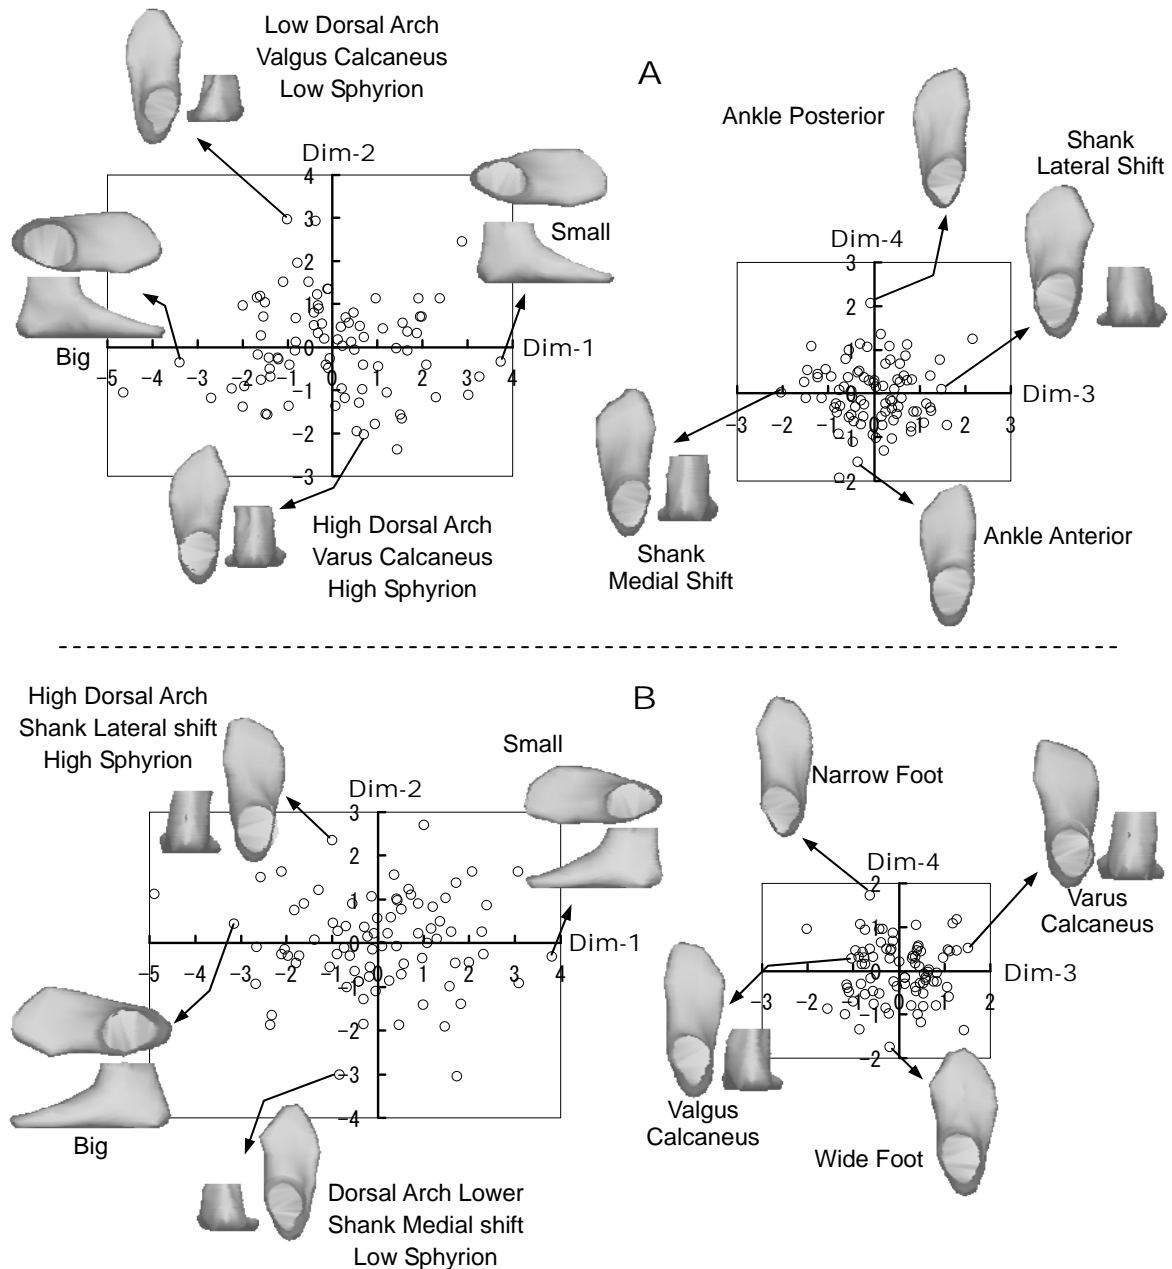 Low Dorsal Arch
Valgus Calcaneus
Low Sphyrion
A
Ankle Posterior
Shank
Lateral Shift
Dim-2
4
3
2
1
0
−1
−2
−3
−5
−4
−3
−2
−1
0
1
2
3
4
Dim-1
Small
Big
High Dorsal Arch
Varus Calcaneus
High Sphyrion
Dim-4
3
2
1
0
−1
−2
−3
−2
−1
0
1
2
3
Dim-3
Shank
Medial Shift
Ankle Anterior
B
High Dorsal Arch
Shank Lateral shift
High Sphyrion
Small
Dim-2
3
2
1
0
−1
−2
−3
−4
−5
−4
−3
−2
−1
0
1
2
3
4
Dim-1
Big
Dorsal Arch Lower
Shank Medial shift
Low Sphyrion
Narrow Foot
Dim-4
2
1
0
−1
−2
−3
−2
−1
0
1
2
Dim-3
Varus
Calcaneus
Valgus
Calcaneus
Wide Foot